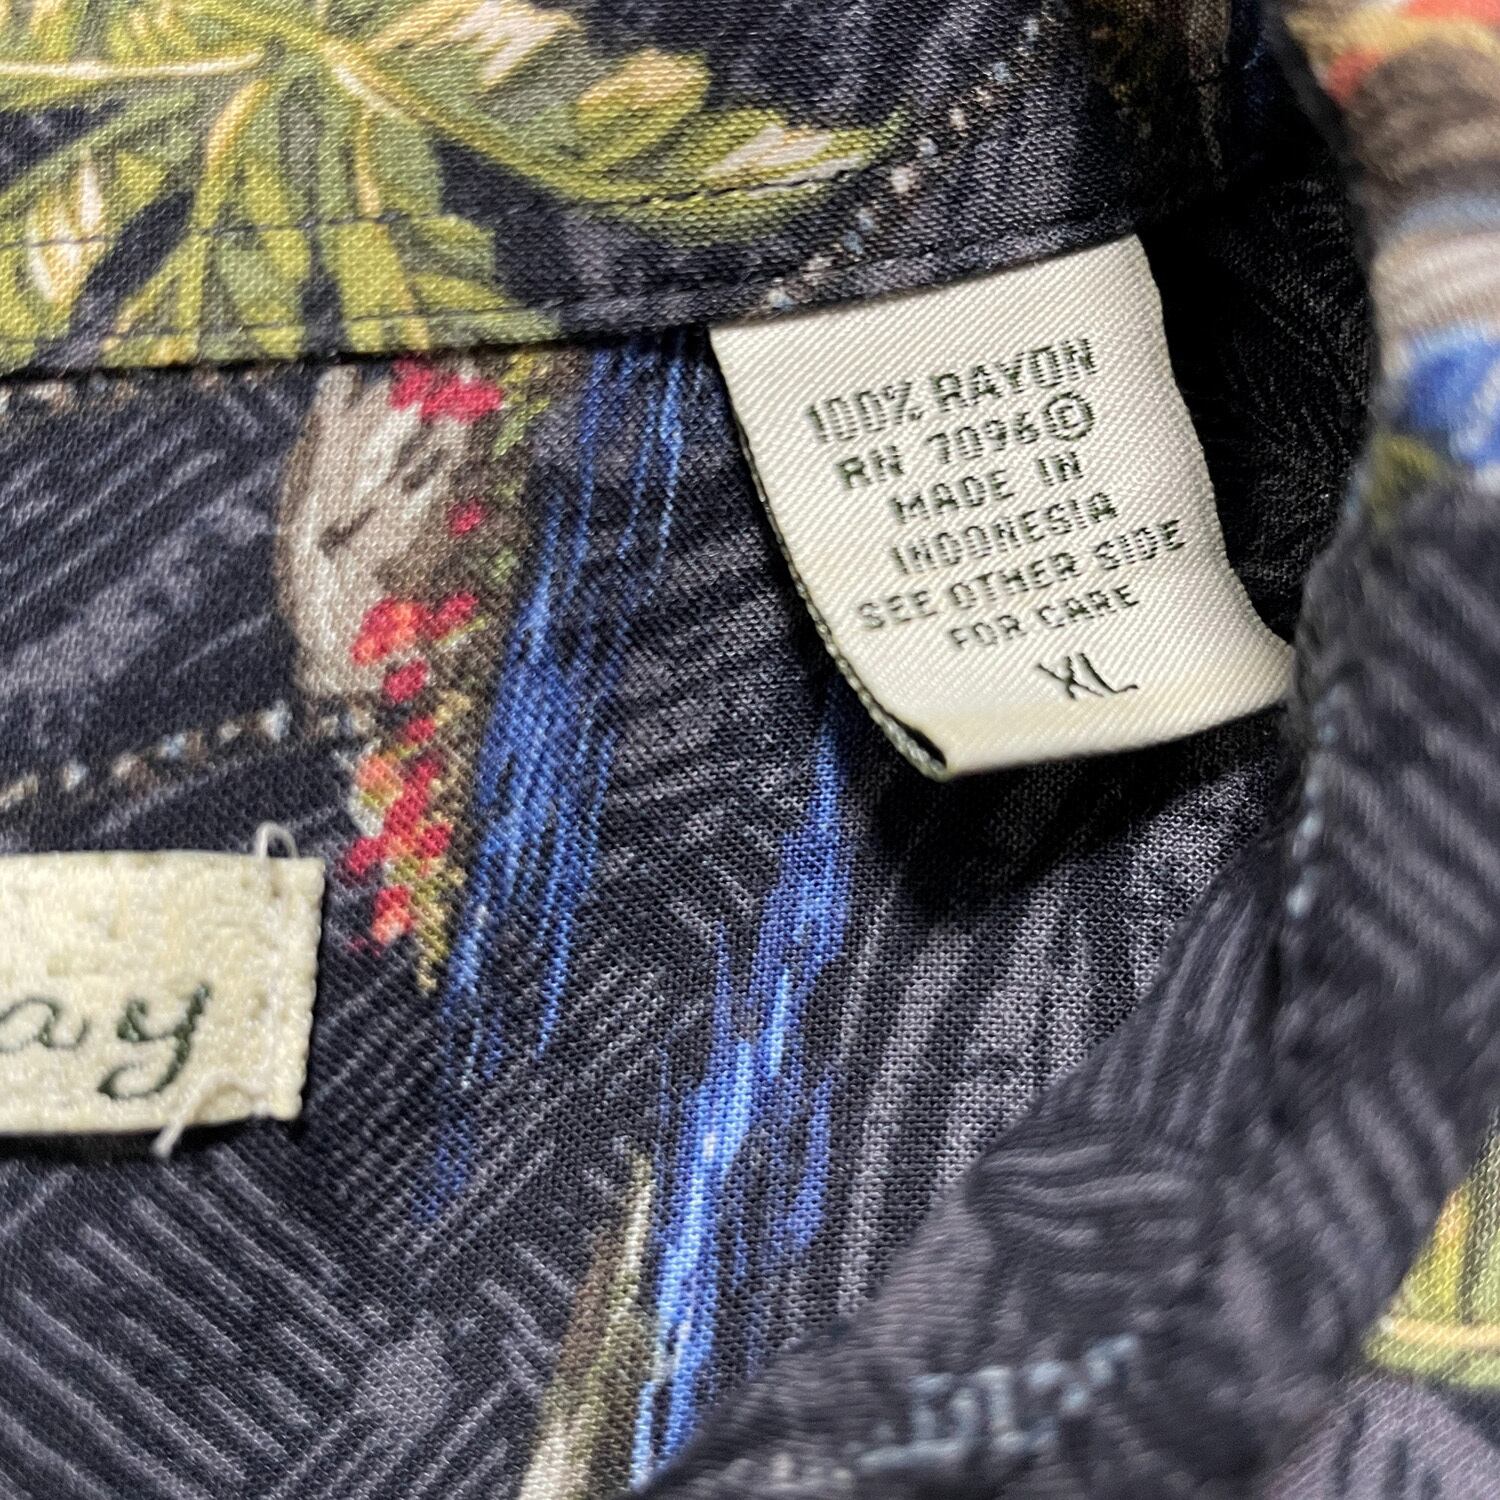 100% RAYON
RN 7096©
MADE IN
INDONESIA
SEE OTHER SIDE
FOR CARE
XL
ay